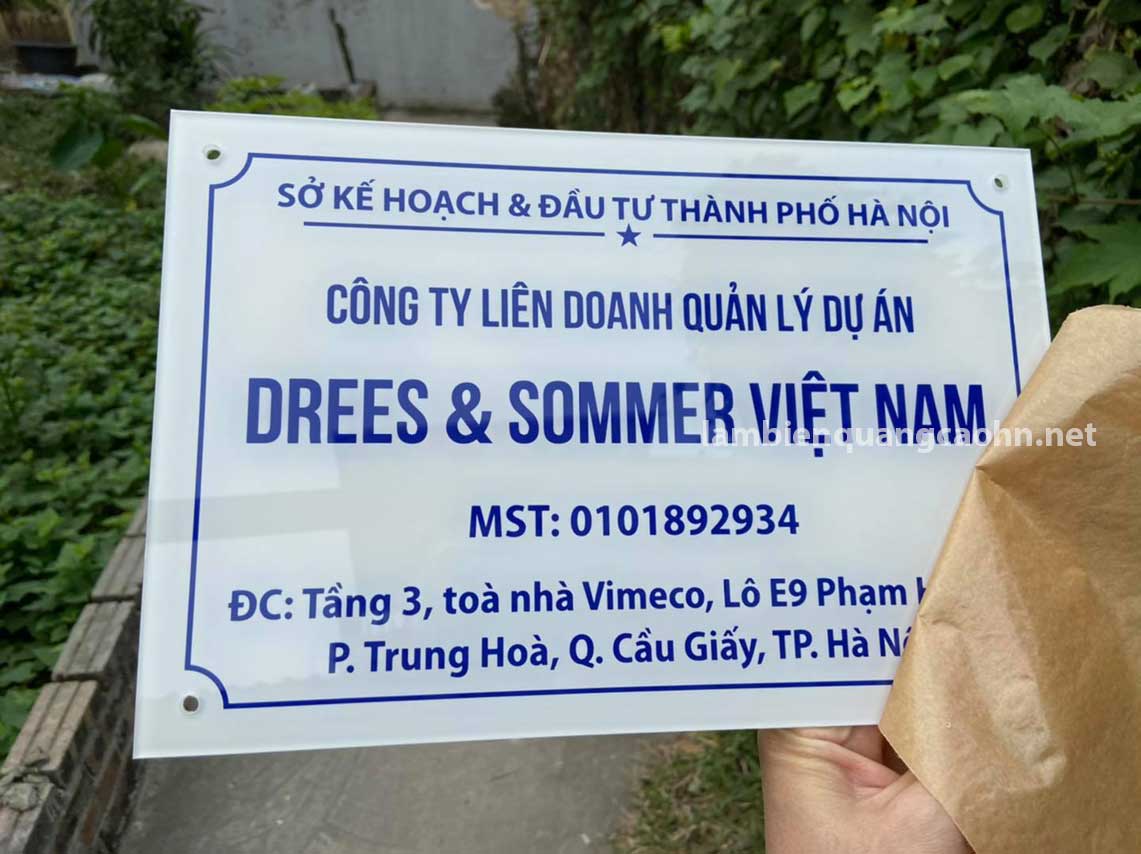 SỞ KẾ HOẠCH & ĐẦU TƯ THÀNH PHỐ HÀ NỘI
CÔNG TY LIÊN DOANH QUẢN LÝ DỰ ÁN
DREES & SOMMER VIỆT NAM
lambienquangcaohn.net
MST: 0101892934
ĐC: Tầng 3, toà nhà Vimeco, Lô E9 Phạm
P. Trung Hoà, Q. Cầu Giấy, TP. Hà